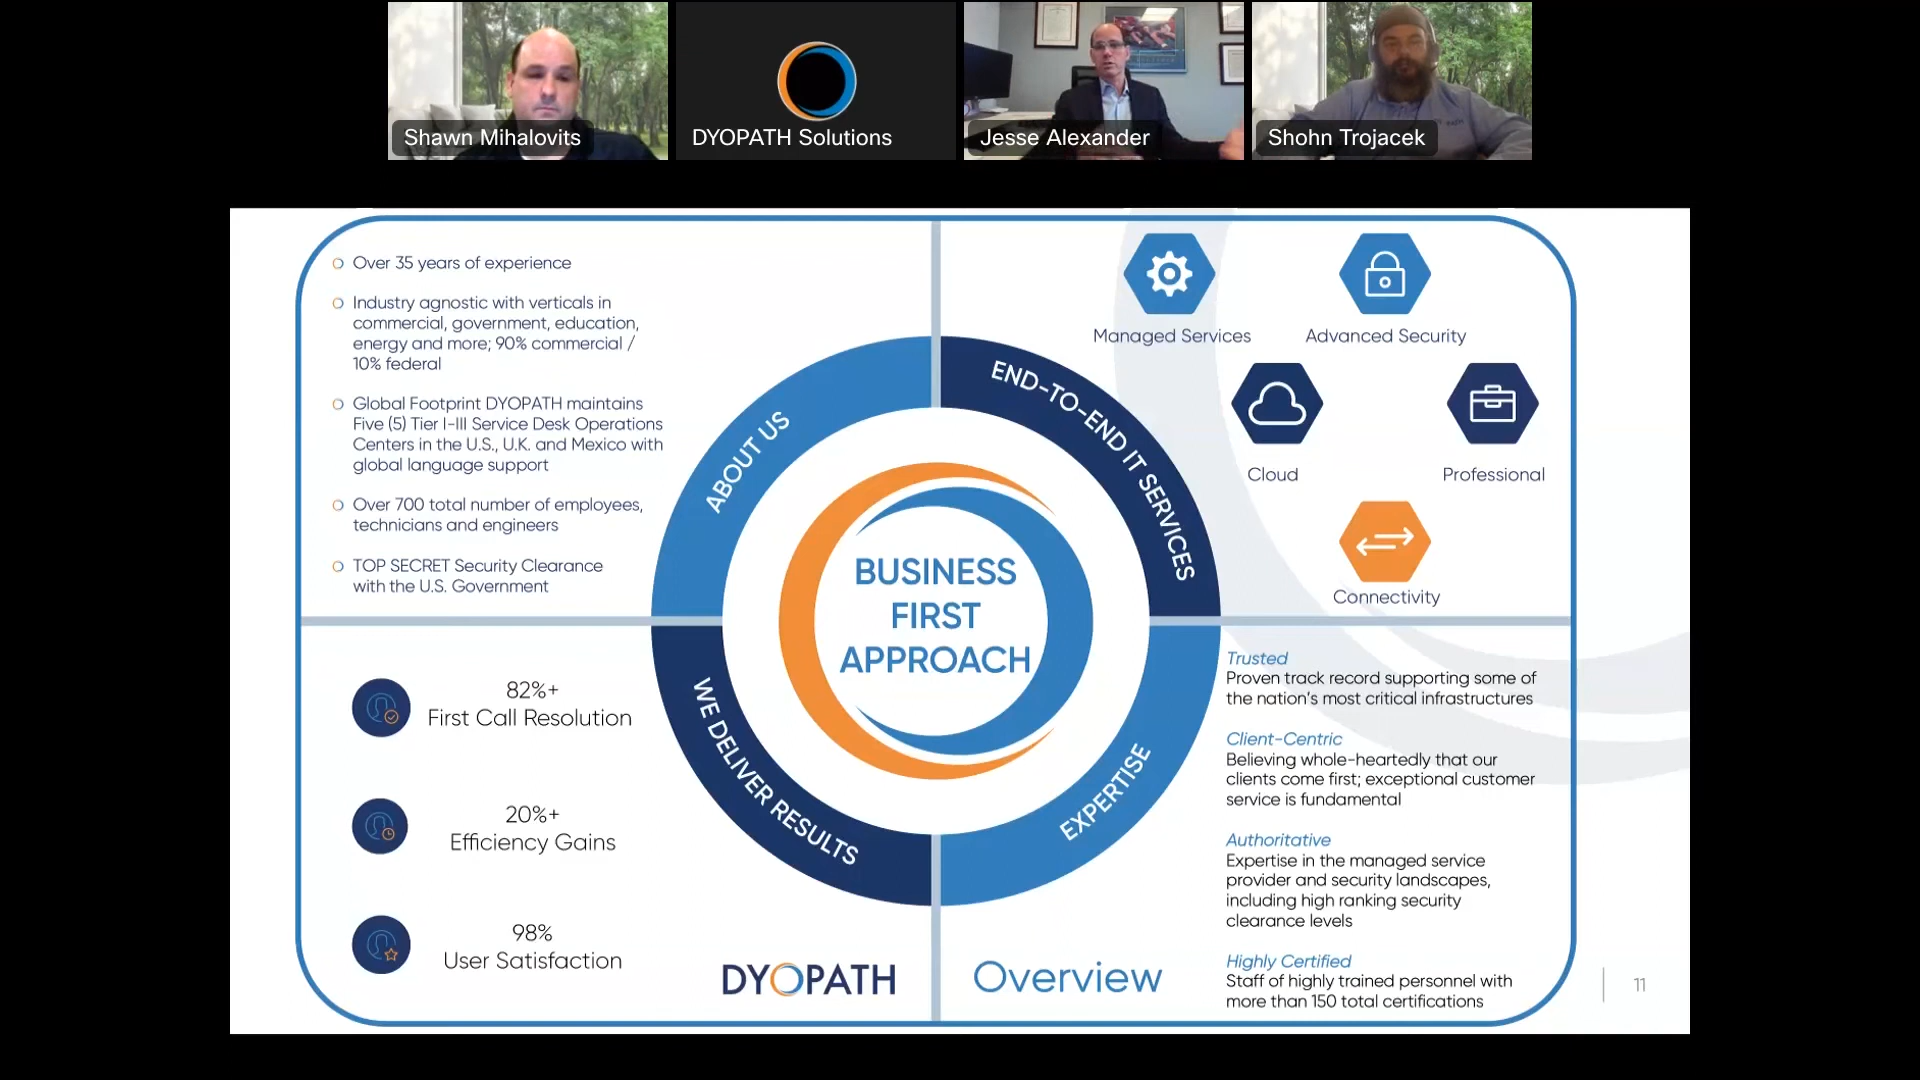 Shawn Mihalovits
DYOPATH Solutions
Jesse Alexander
Shohn Trojacek
Over 35 years of experience
Industry agnostic with verticals in
commercial, government, education,
energy and more; 90% commercial /
10% federal
Global Footprint DYOPATH maintains
Five (5) Tier I-III Service Desk Operations
Centers in the U.S., U.K. and Mexico with
global language support
Over 700 total number of employees,
technicians and engineers
TOP SECRET Security Clearance
with the U.S. Government
ABOUT US
END-TO-END IT SERVICES
Managed Services
Advanced Security
Cloud
Professional
Connectivity
BUSINESS
FIRST
APPROACH
WE DELIVER RESULTS
82%+
First Call Resolution
20%+
Efficiency Gains
98%
User Satisfaction
EXPERTISE
Trusted
Proven track record supporting some of
the nation's most critical infrastructures
Client-Centric
Believing whole-heartedly that our
clients come first; exceptional customer
service is fundamental
Authoritative
Expertise in the managed service
provider and security landscapes,
including high ranking security
clearance levels
Highly Certified
Staff of highly trained personnel with
more than 150 total certifications
DYOPATH
Overview
11